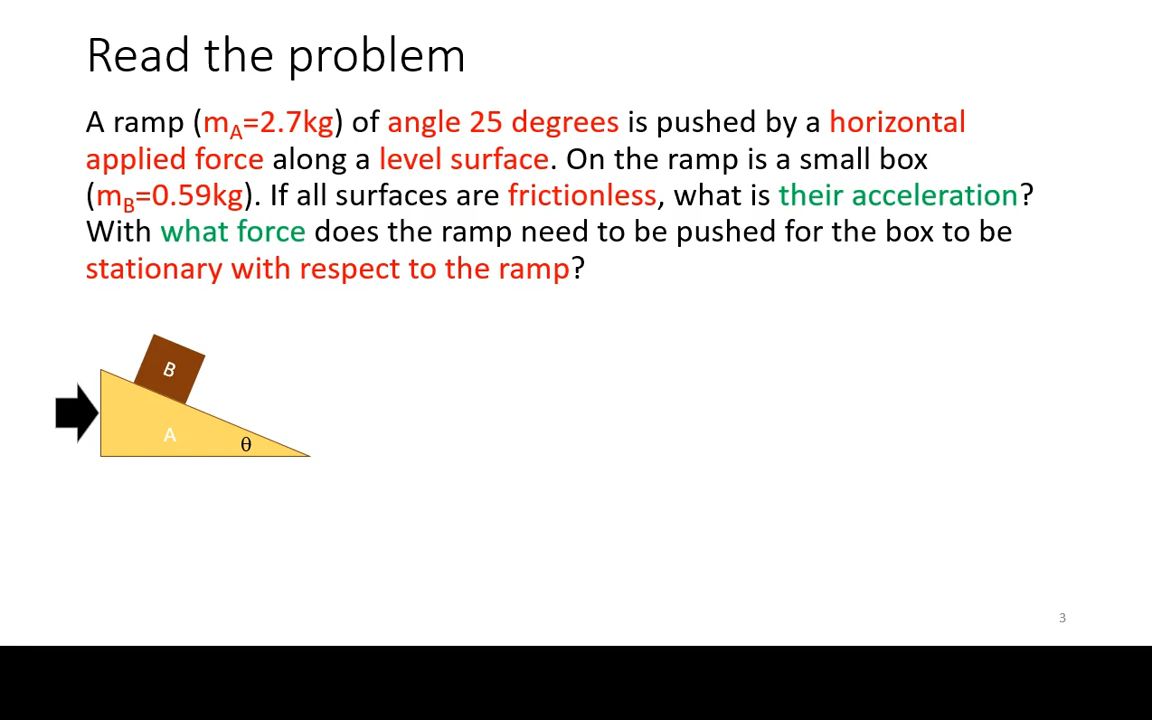 Read the problem
A ramp (mA=2.7kg) of angle 25 degrees is pushed by a horizontal
applied force along a level surface. On the ramp is a small box
(mB=0.59kg). If all surfaces are frictionless, what is their acceleration?
With what force does the ramp need to be pushed for the box to be
stationary with respect to the ramp?
B
A
θ
3